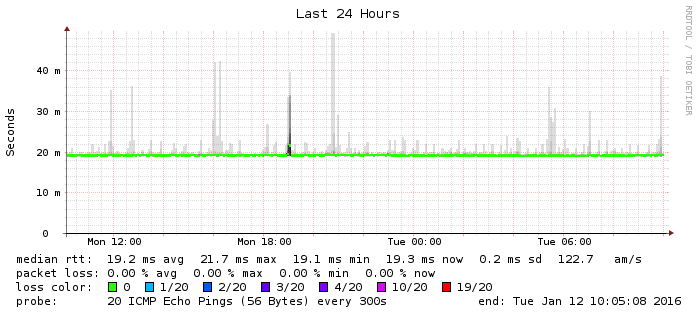 Last 24 Hours
RRDTOOL / TOBI OETIKER
Seconds
40 m
30 m
20 m
10 m
0
Mon 12:00 Mon 18:00 Tue 00:00 Tue 06:00
median rtt: 19.2 ms avg 21.7 ms max 19.1 ms min 19.3 ms now 0.2 ms sd 122.7 am/s
packet loss: 0.00 % avg 0.00 % max 0.00 % min 0.00 % now
loss color: 0 1/20 2/20 3/20 4/20 10/20 19/20
probe: 20 ICMP Echo Pings (56 Bytes) every 300s end: Tue Jan 12 10:05:08 2016